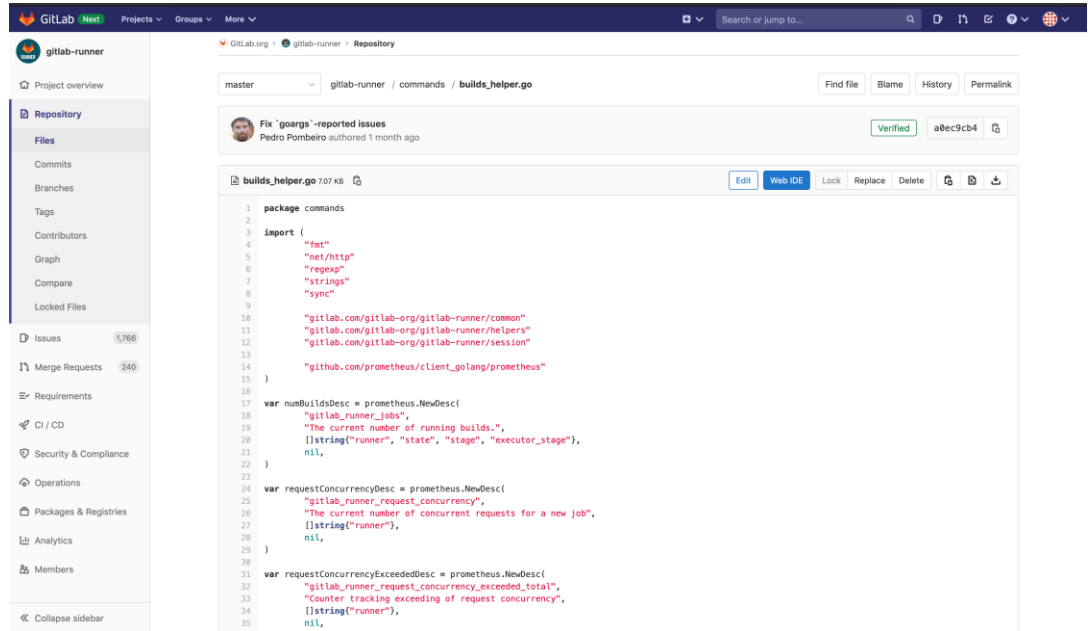 GitLab Next Projects Groups More Search or jump to...
gitlab-runner
Project overview
Repository
Files
Commits
Branches
Tags
Contributors
Graph
Compare
Locked Files
Issues 1,766
Merge Requests 240
Requirements
CI / CD
Security & Compliance
Operations
Packages & Registries
Analytics
Members
Collapse sidebar
GitLab.org › gitlab-runner › Repository
master gitlab-runner / commands / builds_helper.go Find file Blame History Permalink
Fix `goargs`-reported issues
Pedro Pombeiro authored 1 month ago
Verified a0ec9cb4
builds_helper.go 7.07 KB Edit Web IDE Lock Replace Delete
1 package commands
2
3 import (
4 "fmt"
5 "net/http"
6 "regexp"
7 "strings"
8 "sync"
9
10 "gitlab.com/gitlab-org/gitlab-runner/common"
11 "gitlab.com/gitlab-org/gitlab-runner/helpers"
12 "gitlab.com/gitlab-org/gitlab-runner/session"
13
14 "github.com/prometheus/client_golang/prometheus"
15 )
16
17 var numBuildsDesc = prometheus.NewDesc(
18 "gitlab_runner_jobs",
19 "The current number of running builds.",
20 []string{"runner", "state", "stage", "executor_stage"},
21 nil,
22 )
23
24 var requestConcurrencyDesc = prometheus.NewDesc(
25 "gitlab_runner_request_concurrency",
26 "The current number of concurrent requests for a new job",
27 []string{"runner"},
28 nil,
29 )
30
31 var requestConcurrencyExceededDesc = prometheus.NewDesc(
32 "gitlab_runner_request_concurrency_exceeded_total",
33 "Counter tracking exceeding of request concurrency",
34 []string{"runner"},
35 nil,